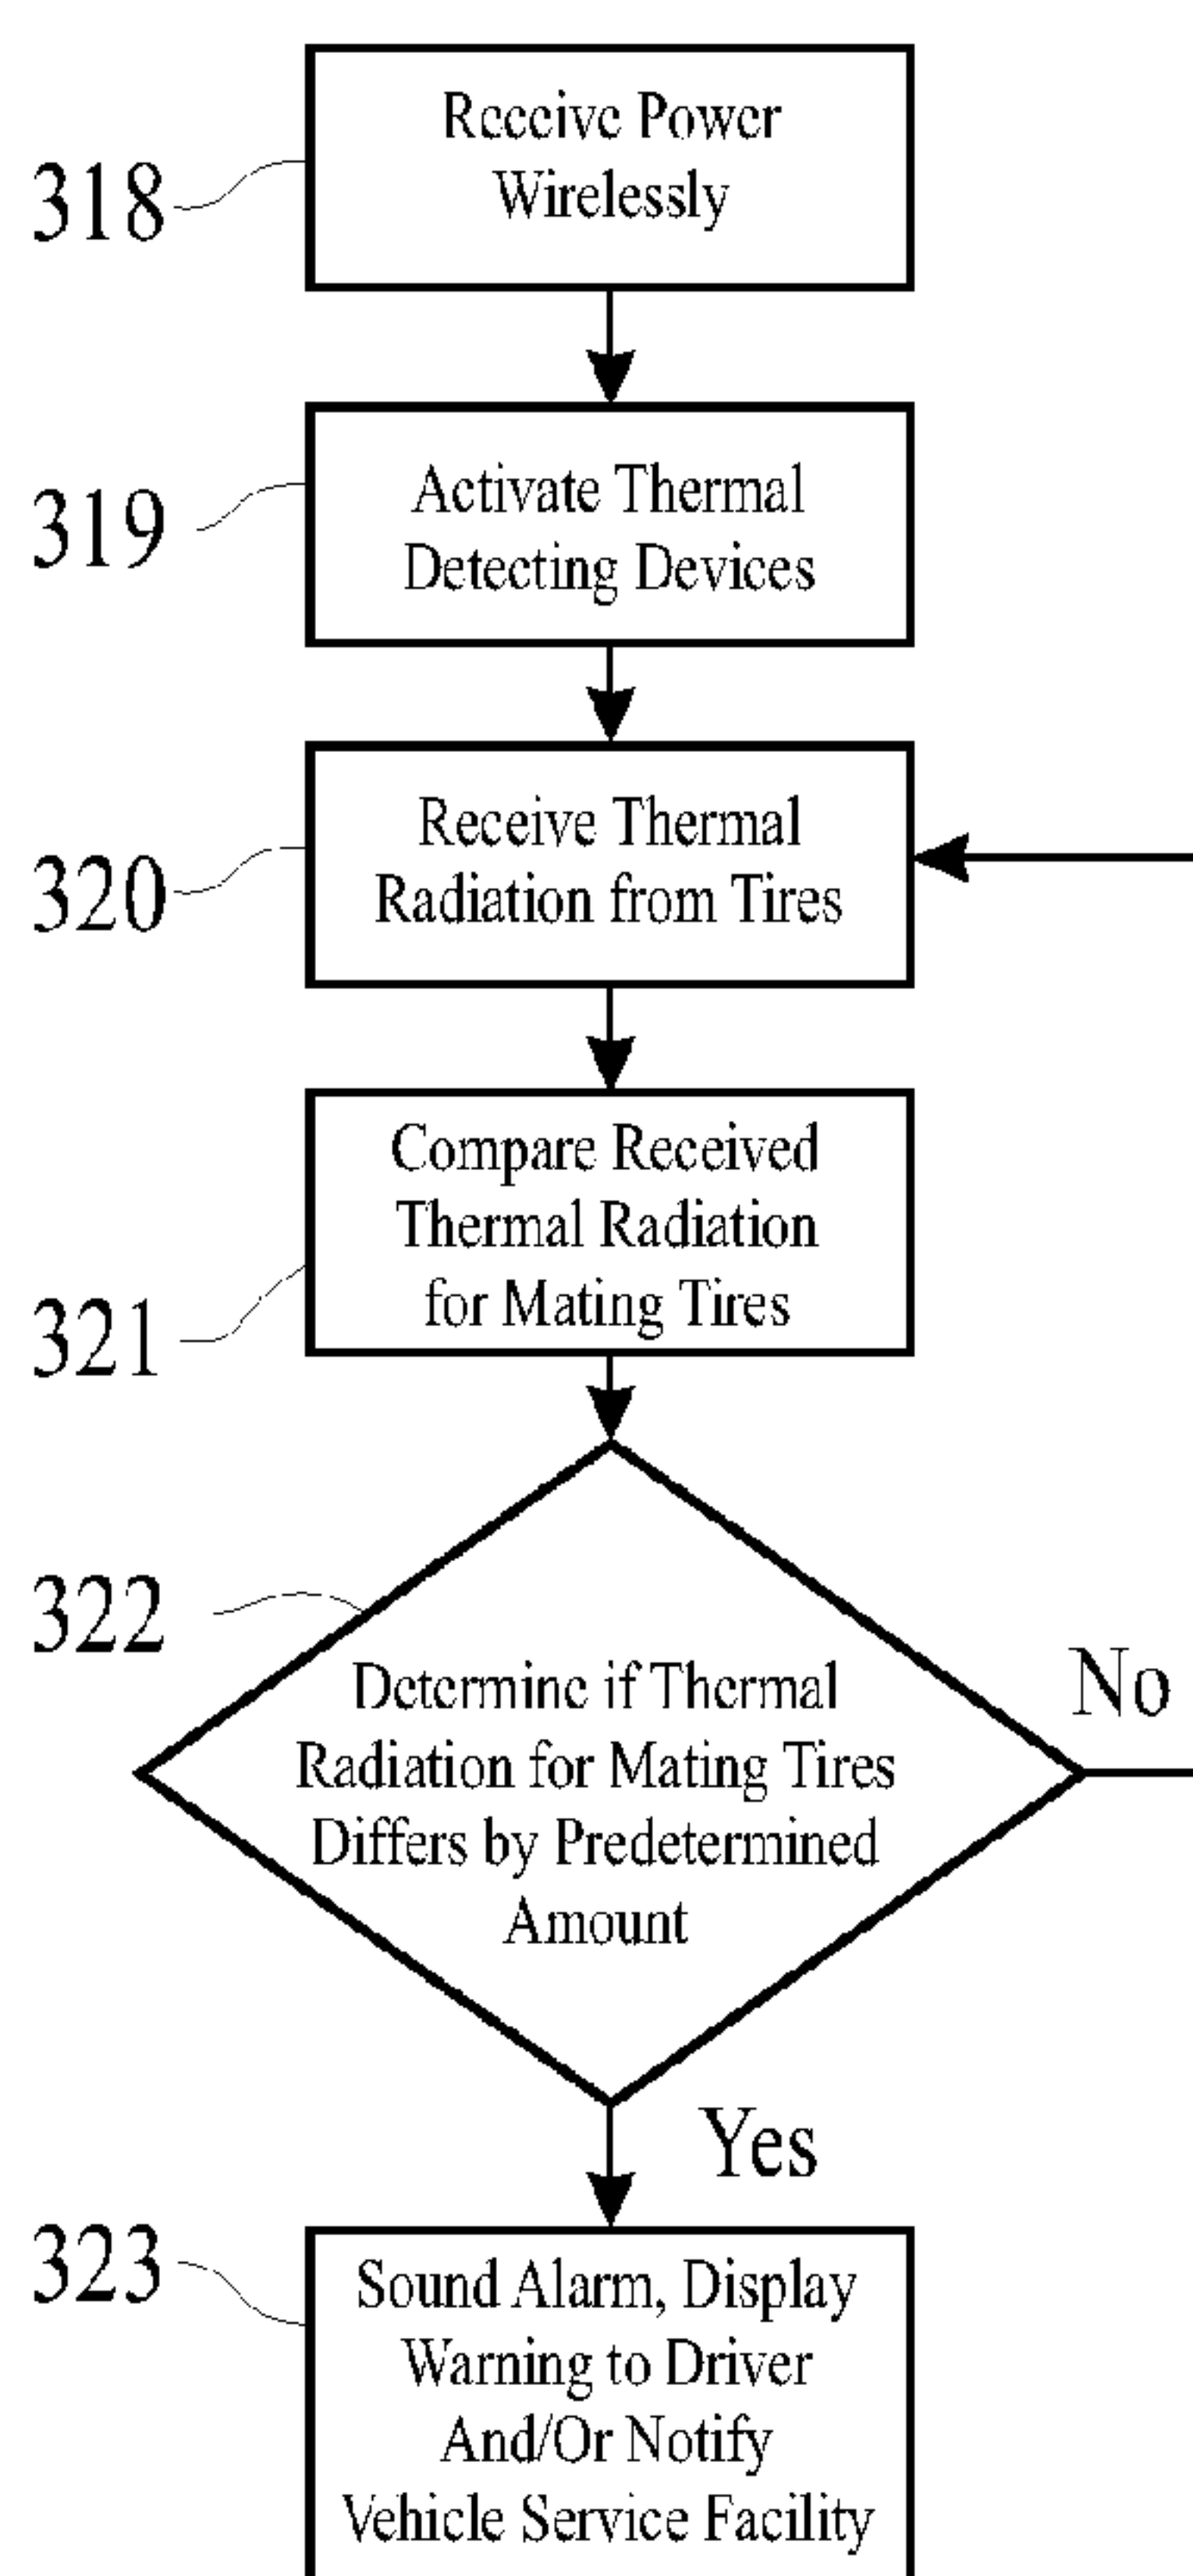 318
Receive Power
Wirelessly
319
Activate Thermal
Detecting Devices
320
Receive Thermal
Radiation from Tires
321
Compare Received
Thermal Radiation
for Mating Tires
322
Determine if Thermal
Radiation for Mating Tires
Differs by Predetermined
Amount
No
Yes
323
Sound Alarm, Display
Warning to Driver
And/Or Notify
Vehicle Service Facility